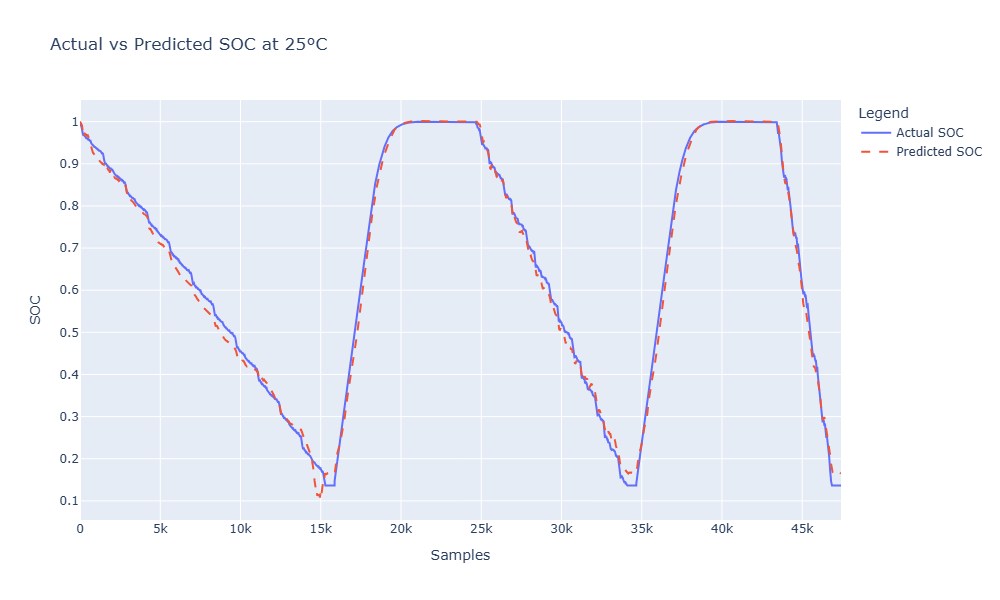 Actual vs Predicted SOC at 25°C
Legend
Actual SOC
Predicted SOC
SOC
1
0.9
0.8
0.7
0.6
0.5
0.4
0.3
0.2
0.1
0 5k 10k 15k 20k 25k 30k 35k 40k 45k
Samples